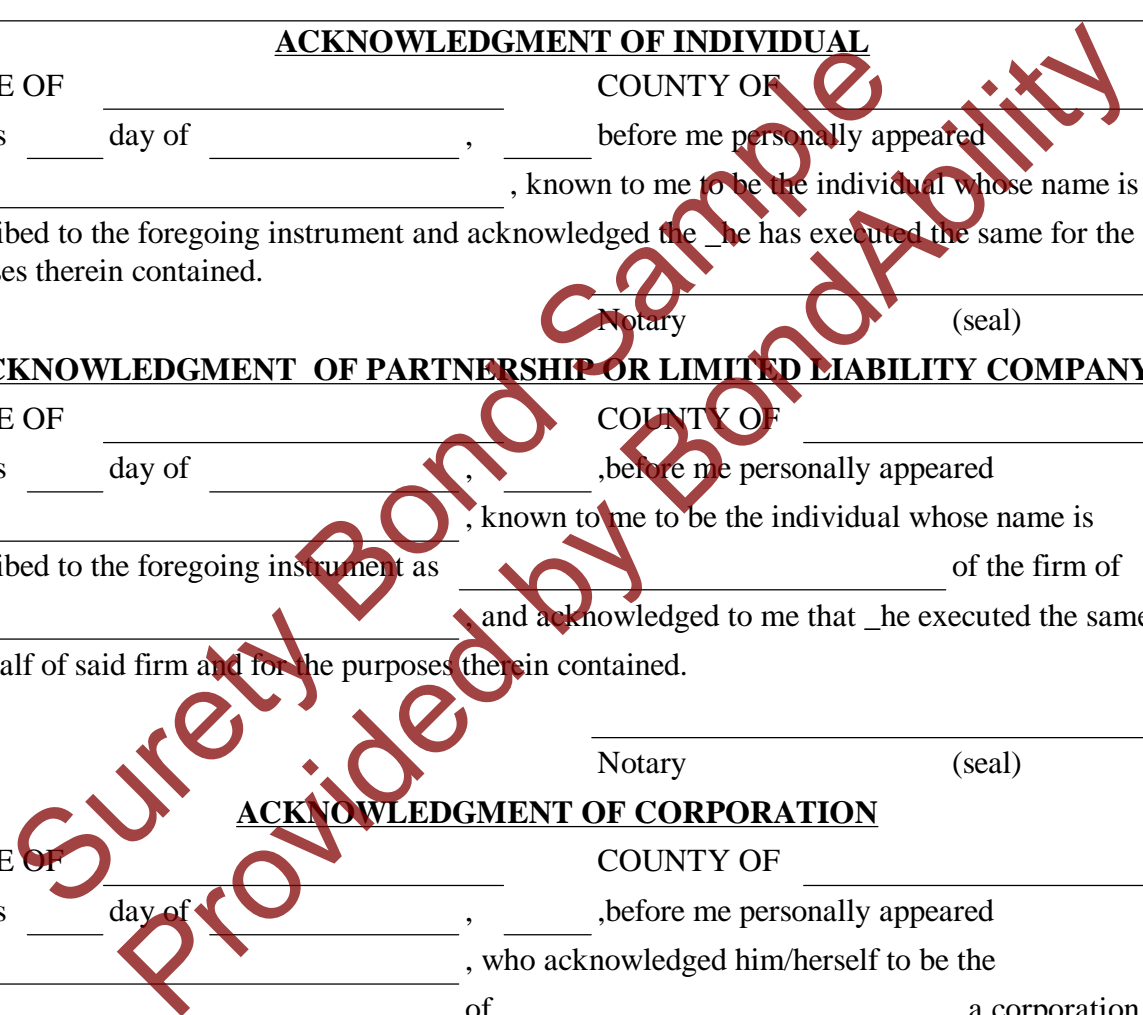 ACKNOWLEDGMENT OF INDIVIDUAL
E OF COUNTY OF
s day of , before me personally appeared
, known to me to be the individual whose name is
ibed to the foregoing instrument and acknowledged the _he has executed the same for the
ses therein contained.
Notary (seal)
CKNOWLEDGMENT OF PARTNERSHIP OR LIMITED LIABILITY COMPANY
E OF COUNTY OF
s day of , ,before me personally appeared
, known to me to be the individual whose name is
ibed to the foregoing instrument as of the firm of
, and acknowledged to me that _he executed the same
alf of said firm and for the purposes therein contained.
Notary (seal)
ACKNOWLEDGMENT OF CORPORATION
E OF COUNTY OF
s day of , ,before me personally appeared
, who acknowledged him/herself to be the
of a corporation
Surety Bond Sample
Provided by BondAbility